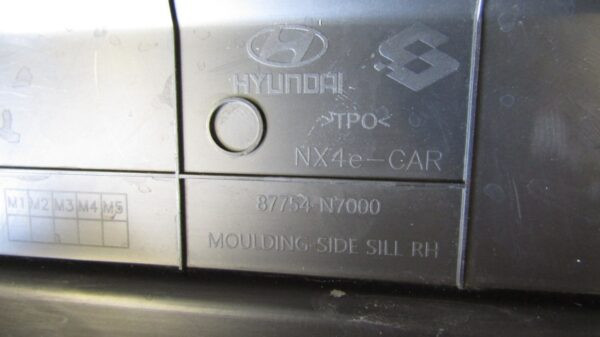 HYUNDAI
>TPO<
NX4e-CAR
M1 M2 M3 M4 M5
87754-N7000
MOULDING-SIDE SILL RH